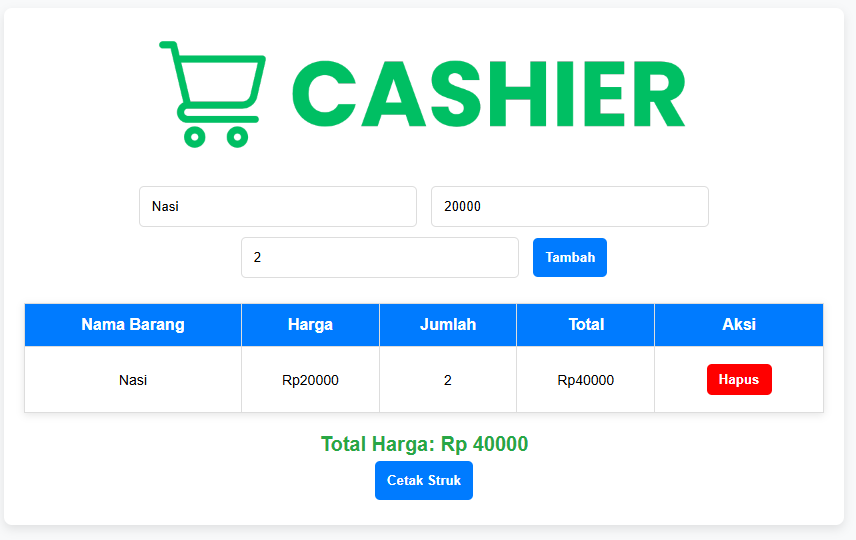 CASHIER
Nasi 20000
2 Tambah
Nama Barang Harga Jumlah Total Aksi
Nasi Rp20000 2 Rp40000 Hapus
Total Harga: Rp 40000
Cetak Struk